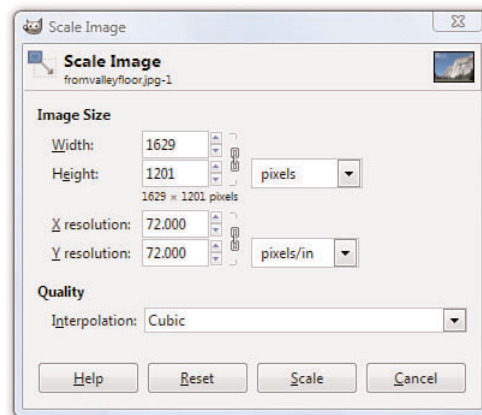 Scale Image
Scale Image
fromvalleyfloor.jpg-1
Image Size
Width: 1629
Height: 1201 pixels
1629 × 1201 pixels
X resolution: 72.000
Y resolution: 72.000 pixels/in
Quality
Interpolation: Cubic
Help Reset Scale Cancel